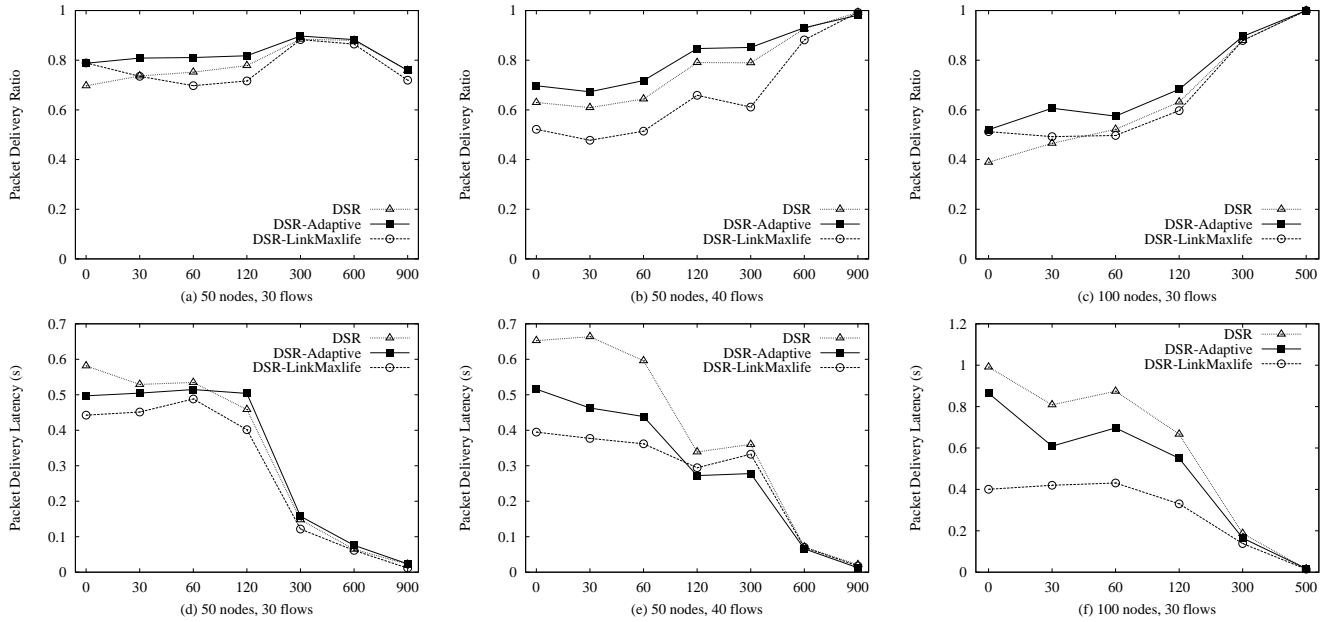 1
0.8
0.6
0.4
0.2
0
Packet Delivery Ratio
DSR
DSR-Adaptive
DSR-LinkMaxlife
0 30 60 120 300 600 900
(a) 50 nodes, 30 flows
1
0.8
0.6
0.4
0.2
0
Packet Delivery Ratio
DSR
DSR-Adaptive
DSR-LinkMaxlife
0 30 60 120 300 600 900
(b) 50 nodes, 40 flows
1
0.8
0.6
0.4
0.2
0
Packet Delivery Ratio
DSR
DSR-Adaptive
DSR-LinkMaxlife
0 30 60 120 300 500
(c) 100 nodes, 30 flows
0.7
0.6
0.5
0.4
0.3
0.2
0.1
0
Packet Delivery Latency (s)
DSR
DSR-Adaptive
DSR-LinkMaxlife
0 30 60 120 300 600 900
(d) 50 nodes, 30 flows
0.7
0.6
0.5
0.4
0.3
0.2
0.1
0
Packet Delivery Latency (s)
DSR
DSR-Adaptive
DSR-LinkMaxlife
0 30 60 120 300 600 900
(e) 50 nodes, 40 flows
1.2
1
0.8
0.6
0.4
0.2
0
Packet Delivery Latency (s)
DSR
DSR-Adaptive
DSR-LinkMaxlife
0 30 60 120 300 500
(f) 100 nodes, 30 flows